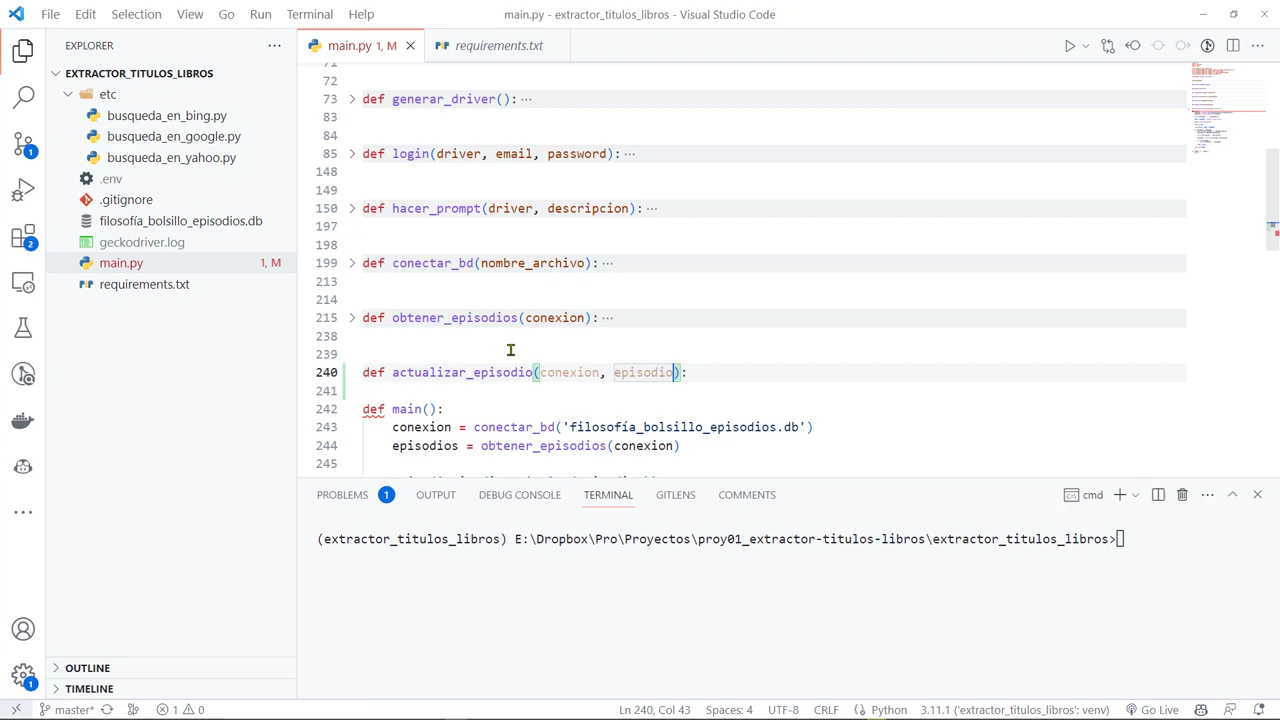 File Edit Selection View Go Run Terminal Help
main.py - extractor_titulos_libros - Visual Studio Code
EXPLORER
main.py 1, M
requirements.txt
EXTRACTOR_TITULOS_LIBROS
etc
busqueda_en_bing.py
busqueda_en_google.py
busqueda_en_yahoo.py
.env
.gitignore
filosofía_bolsillo_episodios.db
geckodriver.log
main.py 1, M
requirements.txt
1
2
71
72
73 def generar_driver():
83
84
85 def login(driver, email, password):
148
149
150 def hacer_prompt(driver, descripcion):
197
198
199 def conectar_bd(nombre_archivo):
213
214
215 def obtener_episodios(conexion):
238
239
240 def actualizar_episodio(conexion, episodio):
241
242 def main():
243 conexion = conectar_bd('filosofía_bolsillo_episodios.db')
244 episodios = obtener_episodios(conexion)
245
PROBLEMS 1 OUTPUT DEBUG CONSOLE TERMINAL GITLENS COMMENTS
cmd
(extractor_titulos_libros) E:\Dropbox\Pro\Proyectos\proy01_extractor-titulos-libros\extractor_titulos_libros>
OUTLINE
TIMELINE
1
master* 1 0
Ln 240, Col 43 Spaces: 4 UTF-8 CRLF Python 3.11.1 ('extractor_titulos_libros': venv) Go Live